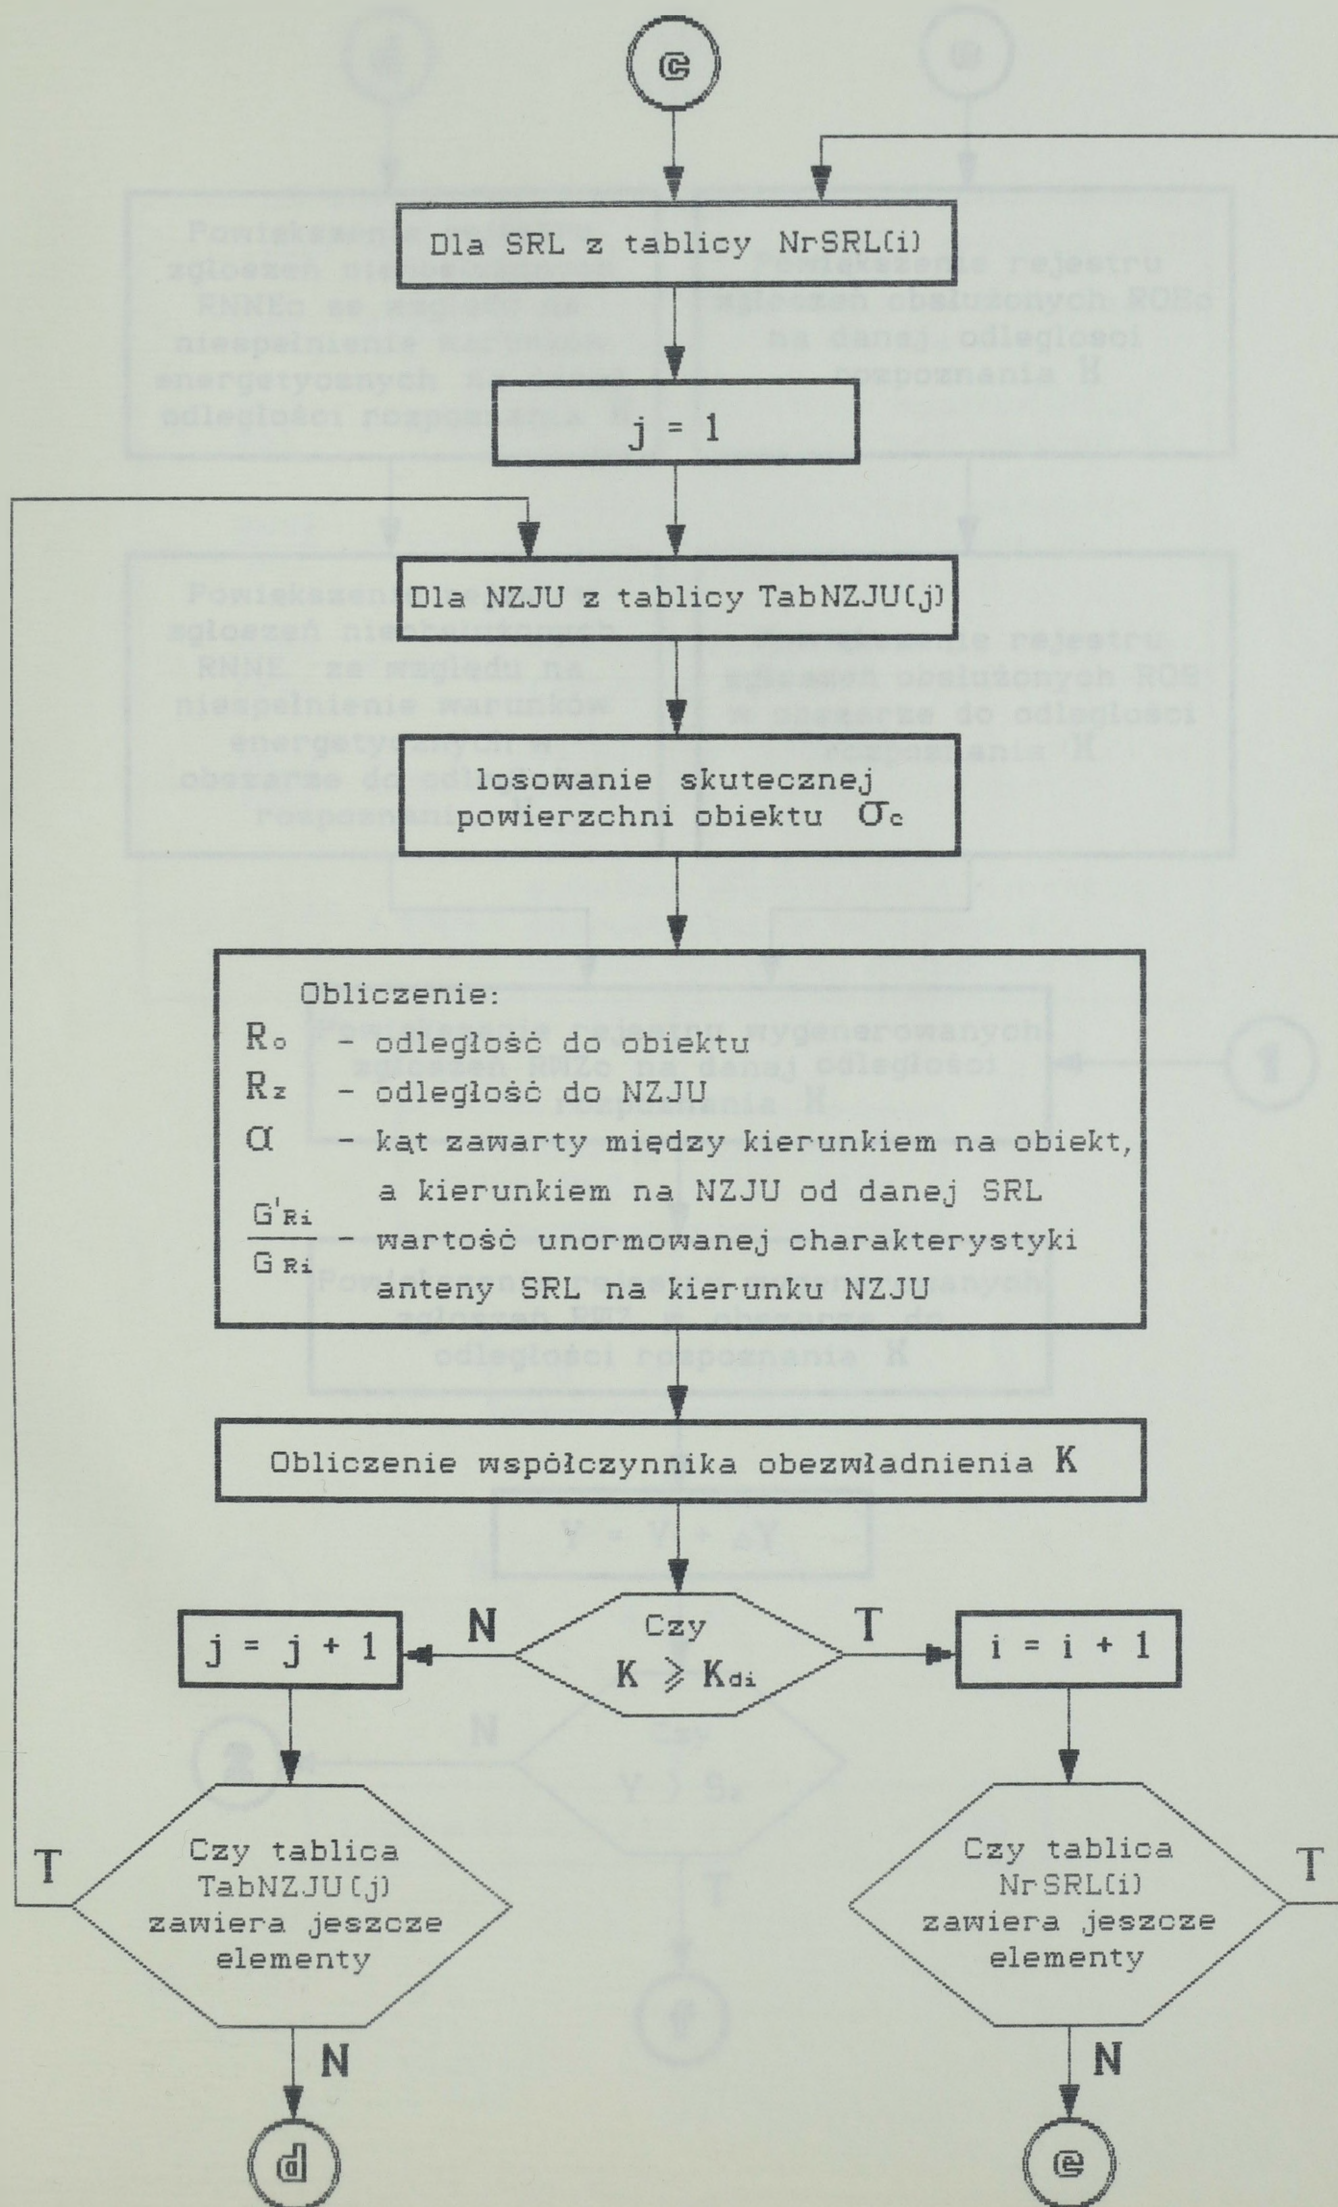 c
Dla SRL z tablicy NrSRL(i)
j = 1
Dla NZJU z tablicy TabNZJU(j)
losowanie skutecznej
powierzchni obiektu σc
Obliczenie:
Ro - odległość do obiektu
Rz - odległość do NZJU
α - kąt zawarty między kierunkiem na obiekt,
a kierunkiem na NZJU od danej SRL
G'Ri
GRi
- wartość unormowanej charakterystyki
anteny SRL na kierunku NZJU
Obliczenie współczynnika obezwładnienia K
j = j + 1
N
Czy
K ⩾ Kdi
T
i = i + 1
T
Czy tablica
TabNZJU(j)
zawiera jeszcze
elementy
N
d
Czy tablica
NrSRL(i)
zawiera jeszcze
elementy
T
N
e